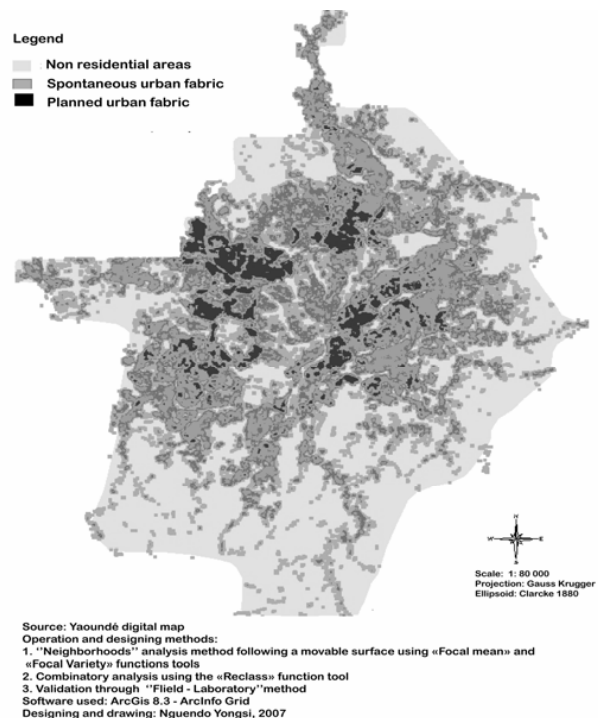 Legend
Non residential areas
Spontaneous urban fabric
Planned urban fabric
N
W
E
S
Scale: 1: 80 000
Projection: Gauss Krugger
Ellipsoid: Clarcke 1880
Source: Yaoundé digital map
Operation and designing methods:
1. ''Neighborhoods'' analysis method following a movable surface using «Focal mean» and
«Focal Variety» functions tools
2. Combinatory analysis using the «Reclass» function tool
3. Validation through ''Flield - Laboratory''method
Software used: ArcGis 8.3 - ArcInfo Grid
Designing and drawing: Nguendo Yongsi, 2007